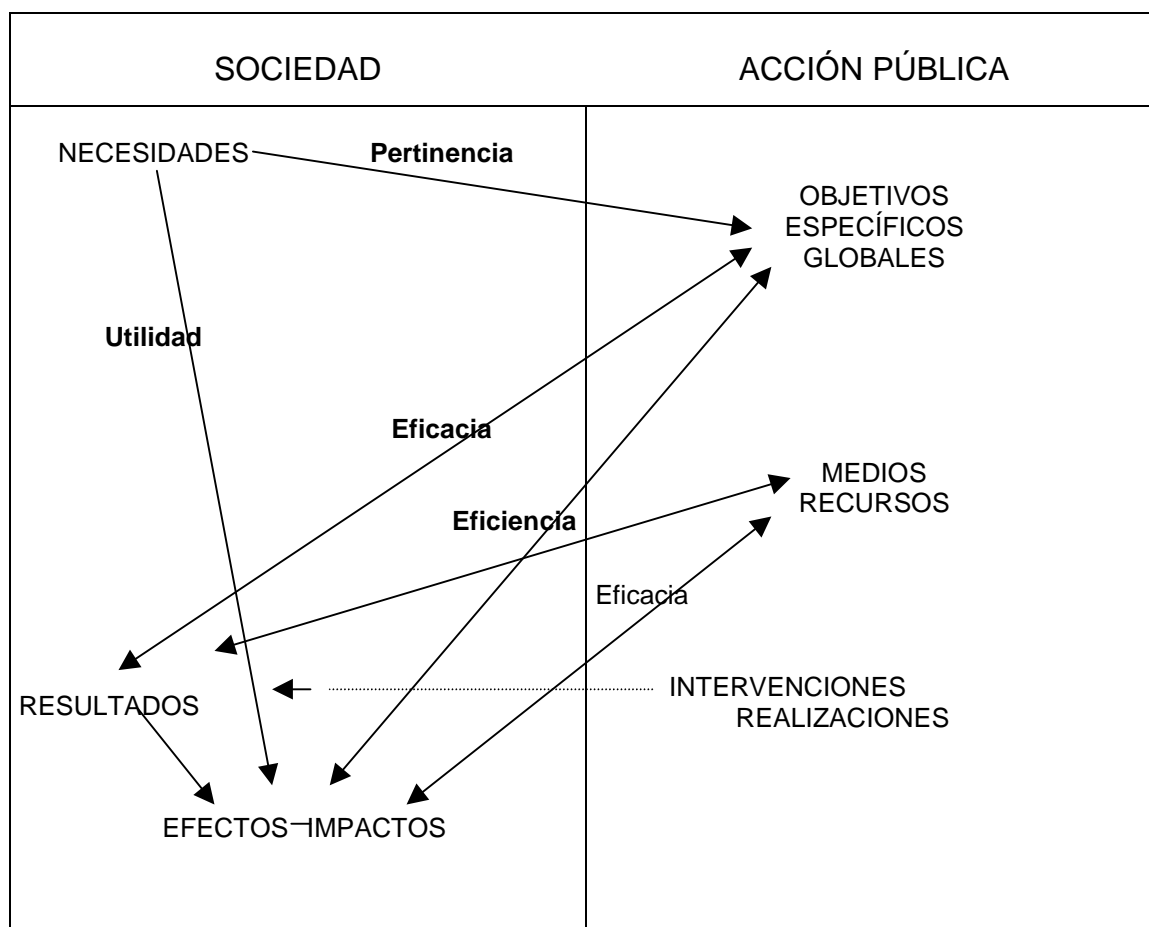 SOCIEDAD
ACCIÓN PÚBLICA
NECESIDADES
Pertinencia
OBJETIVOS
ESPECÍFICOS
GLOBALES
Utilidad
Eficacia
MEDIOS
RECURSOS
Eficiencia
Eficacia
RESULTADOS
INTERVENCIONES
REALIZACIONES
EFECTOS IMPACTOS